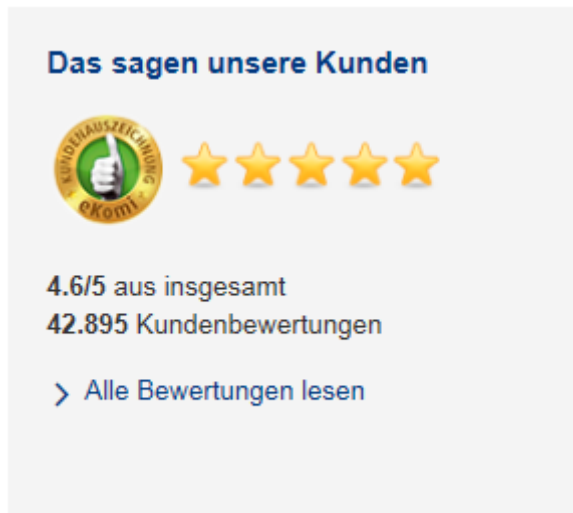 Das sagen unsere Kunden
KUNDENAUSZEICHNUNG
eKomi
4.6/5 aus insgesamt
42.895 Kundenbewertungen
Alle Bewertungen lesen